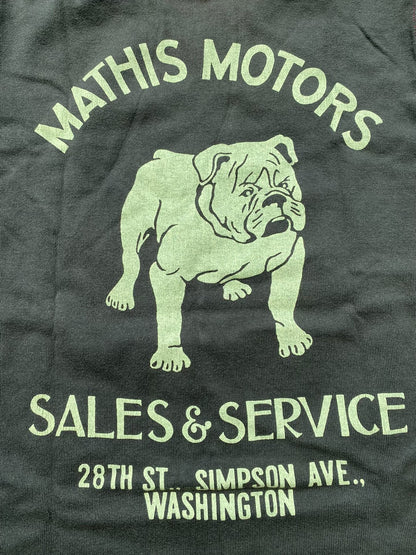 MATHIS MOTORS
SALES & SERVICE
28TH ST., SIMPSON AVE.,
WASHINGTON